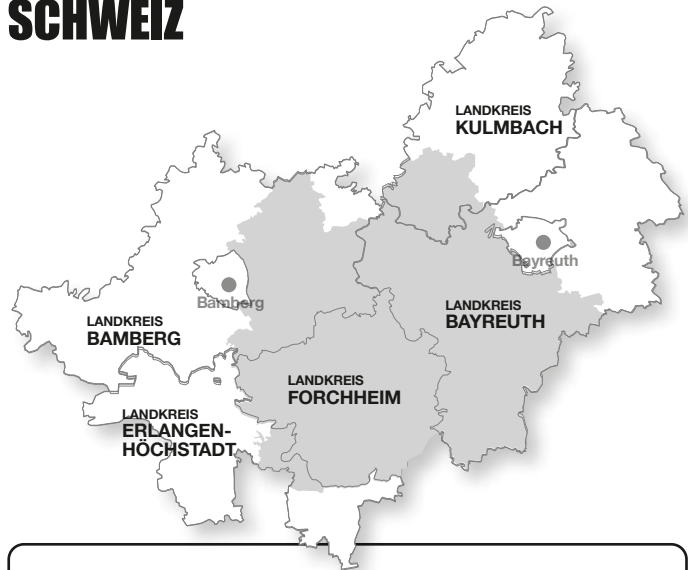 SCHWEIZ
LANDKREIS
KULMBACH
Bayreuth
Bamberg
LANDKREIS
BAYREUTH
LANDKREIS
BAMBERG
LANDKREIS
FORCHHEIM
LANDKREIS
ERLANGEN-
HÖCHSTADT